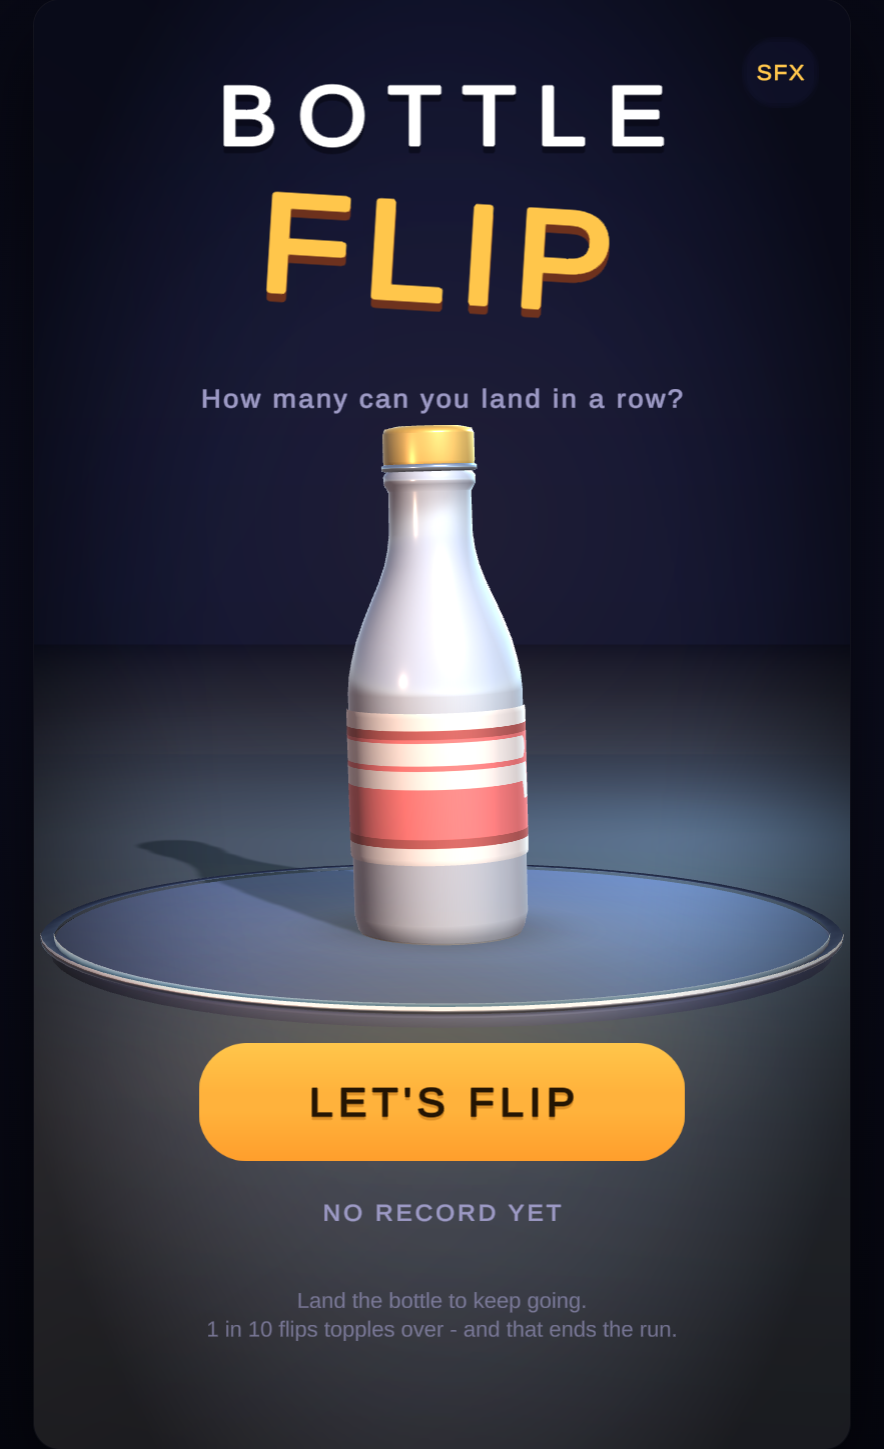 SFX
BOTTLE
FLIP
How many can you land in a row?
LET'S FLIP
NO RECORD YET
Land the bottle to keep going.
1 in 10 flips topples over - and that ends the run.